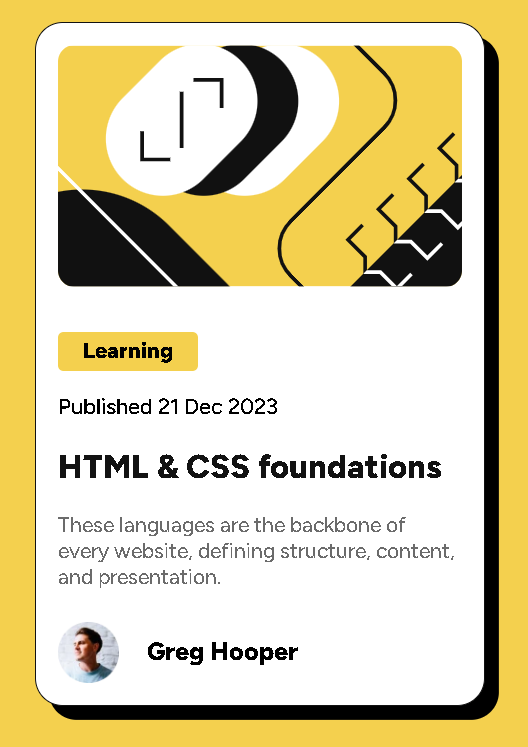 Learning
Published 21 Dec 2023
HTML & CSS foundations
These languages are the backbone of
every website, defining structure, content,
and presentation.
Greg Hooper